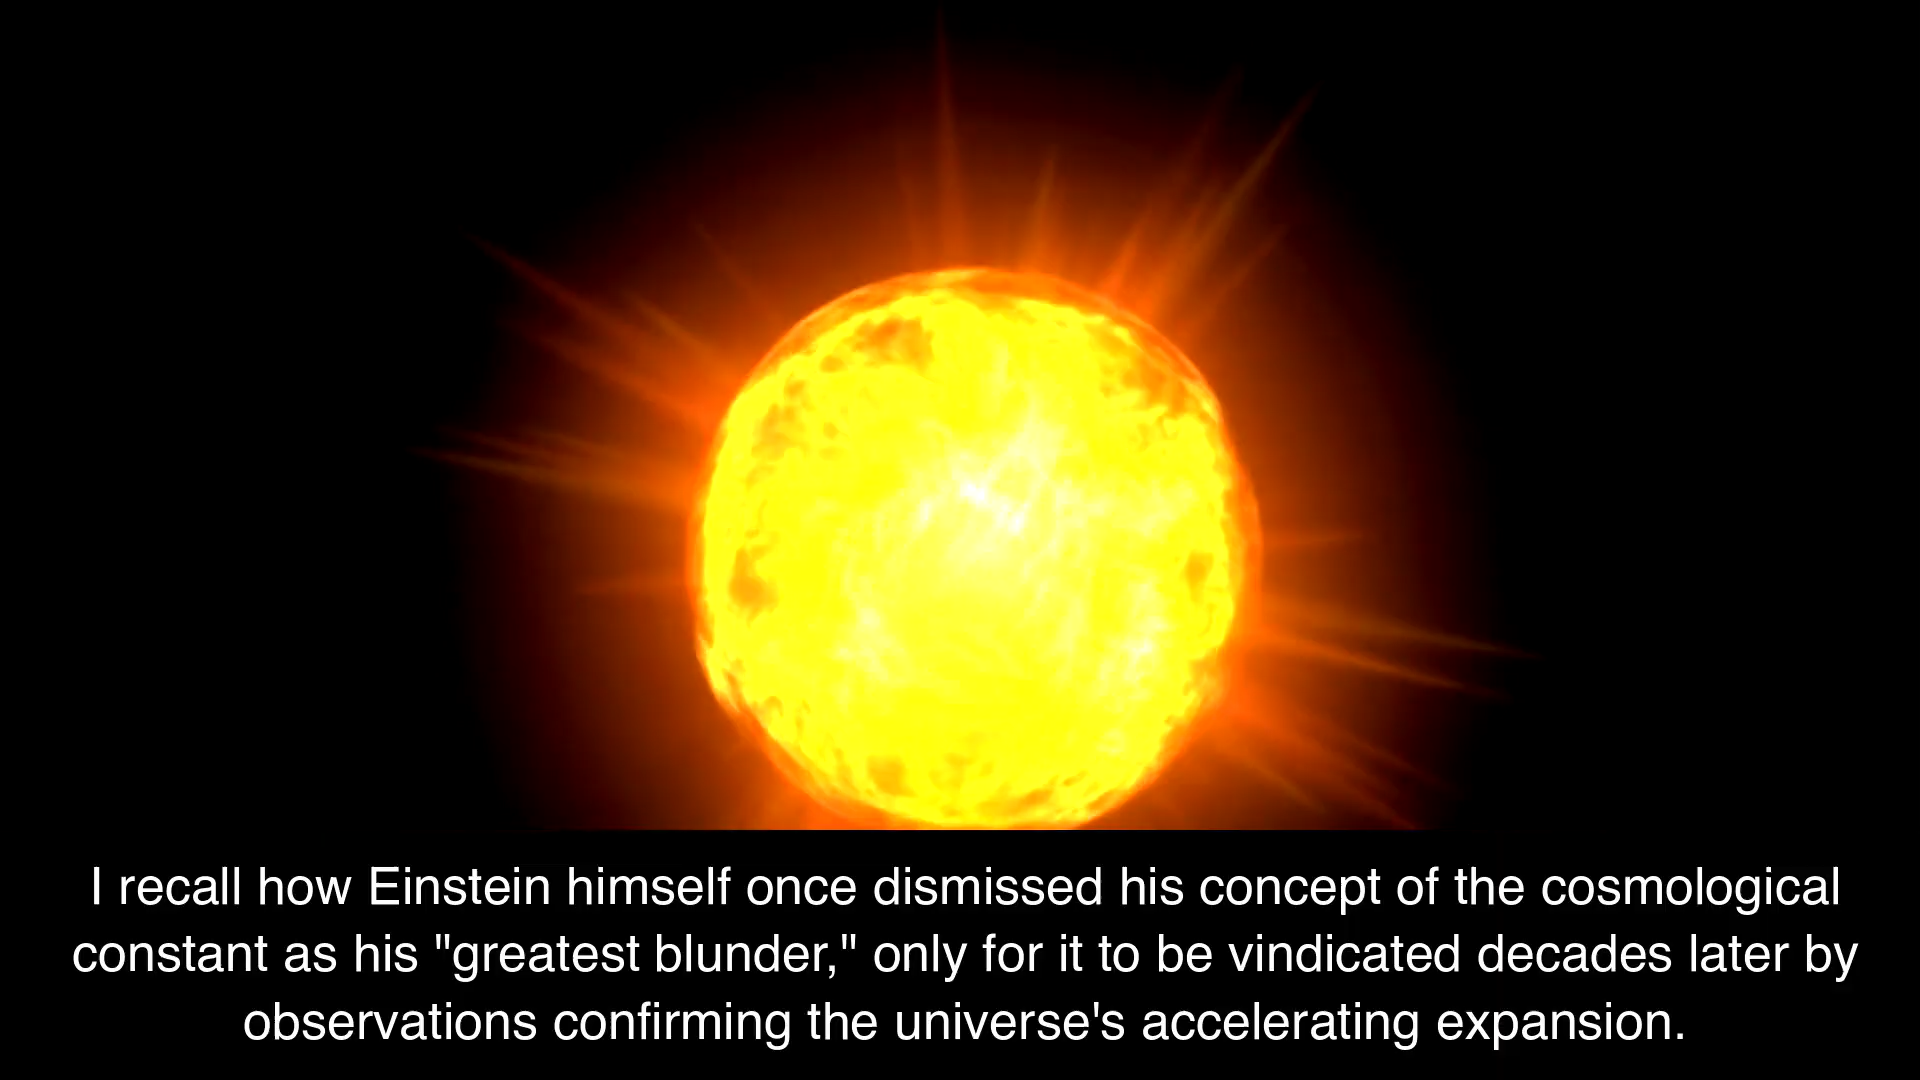 I recall how Einstein himself once dismissed his concept of the cosmological
constant as his "greatest blunder," only for it to be vindicated decades later by
observations confirming the universe's accelerating expansion.